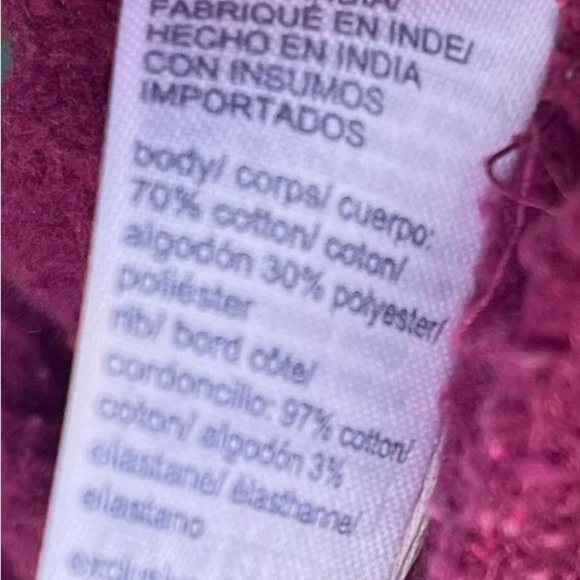 FABRIQUÉ EN INDE/
HECHO EN INDIA
CON INSUMOS
IMPORTADOS
body/ corps/ cuerpo:
70% cotton/ coton/
algodón 30% polyester/
poliéster
rib/ bord côte/
cordoncillo: 97% cotton/
coton/ algodón 3%
elastane/ élasthanne/
elastano